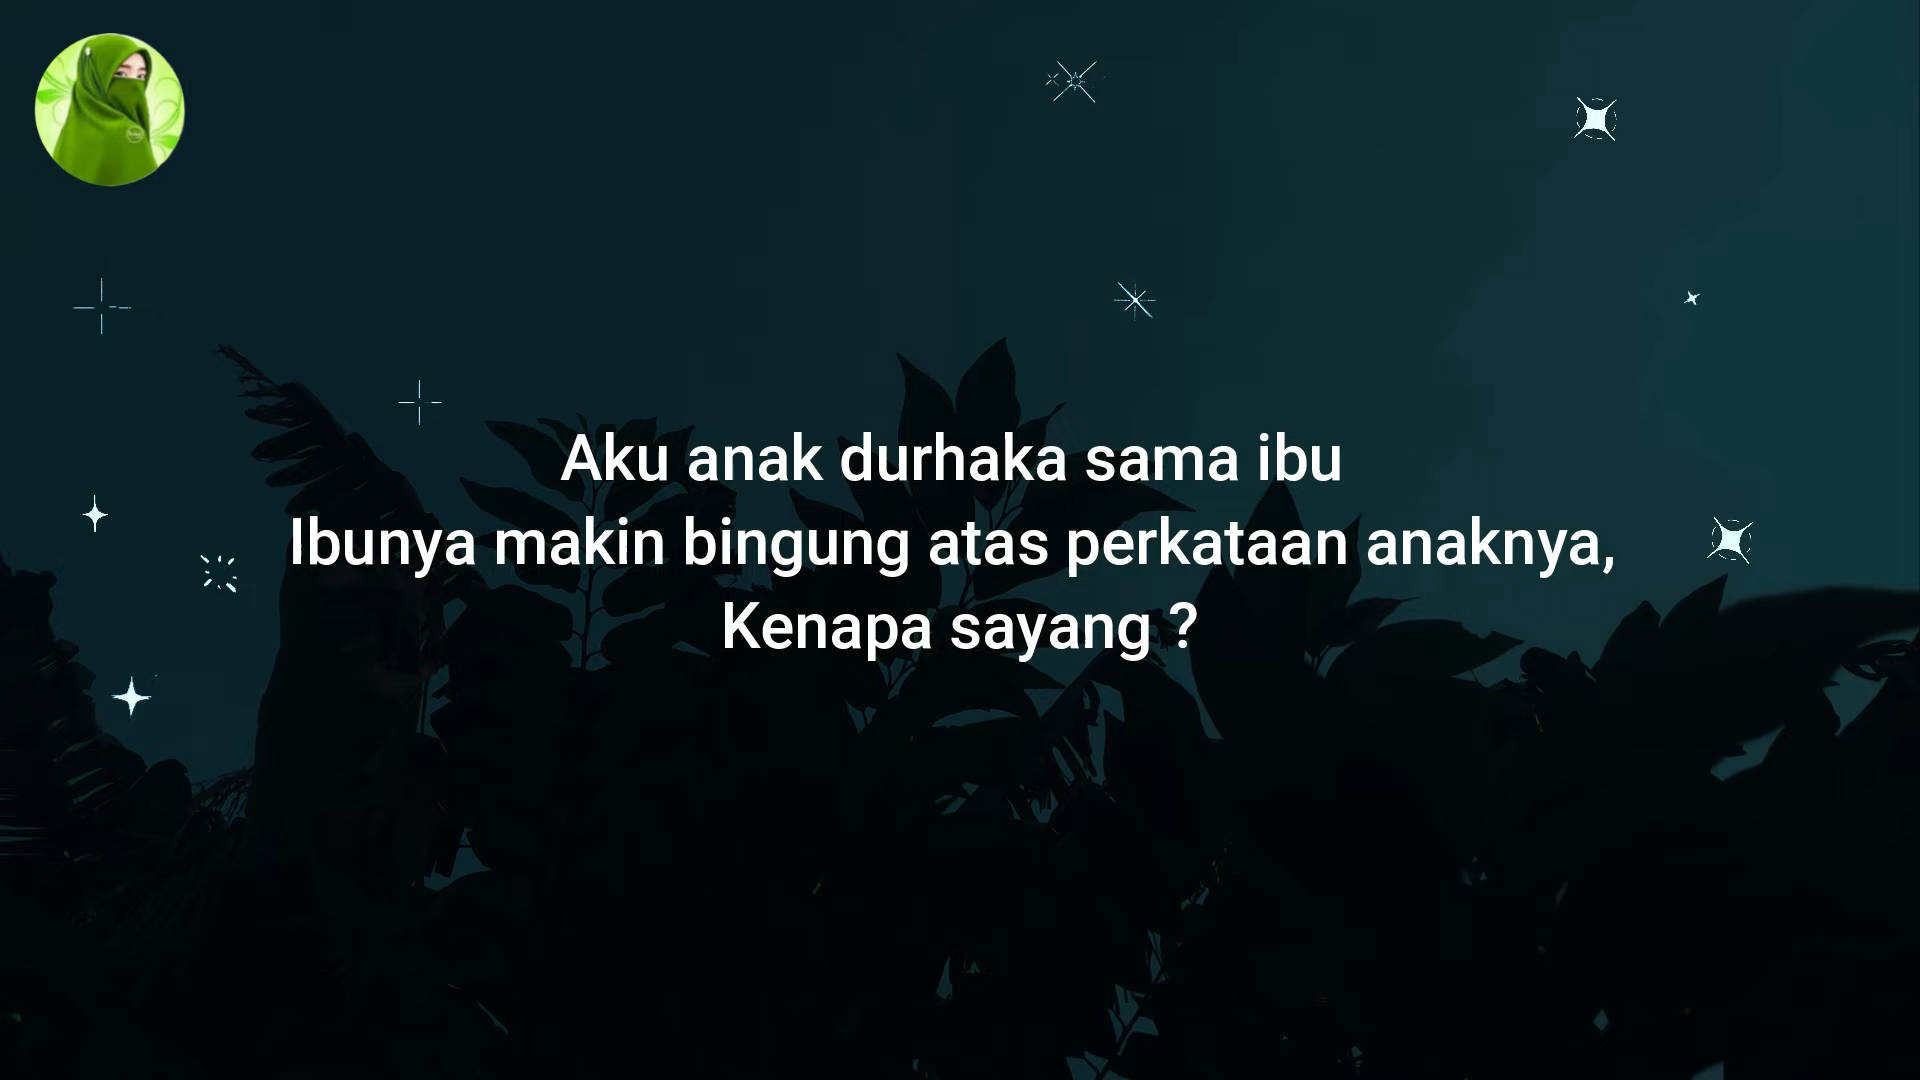 Aku anak durhaka sama ibu
Ibunya makin bingung atas perkataan anaknya,
Kenapa sayang ?